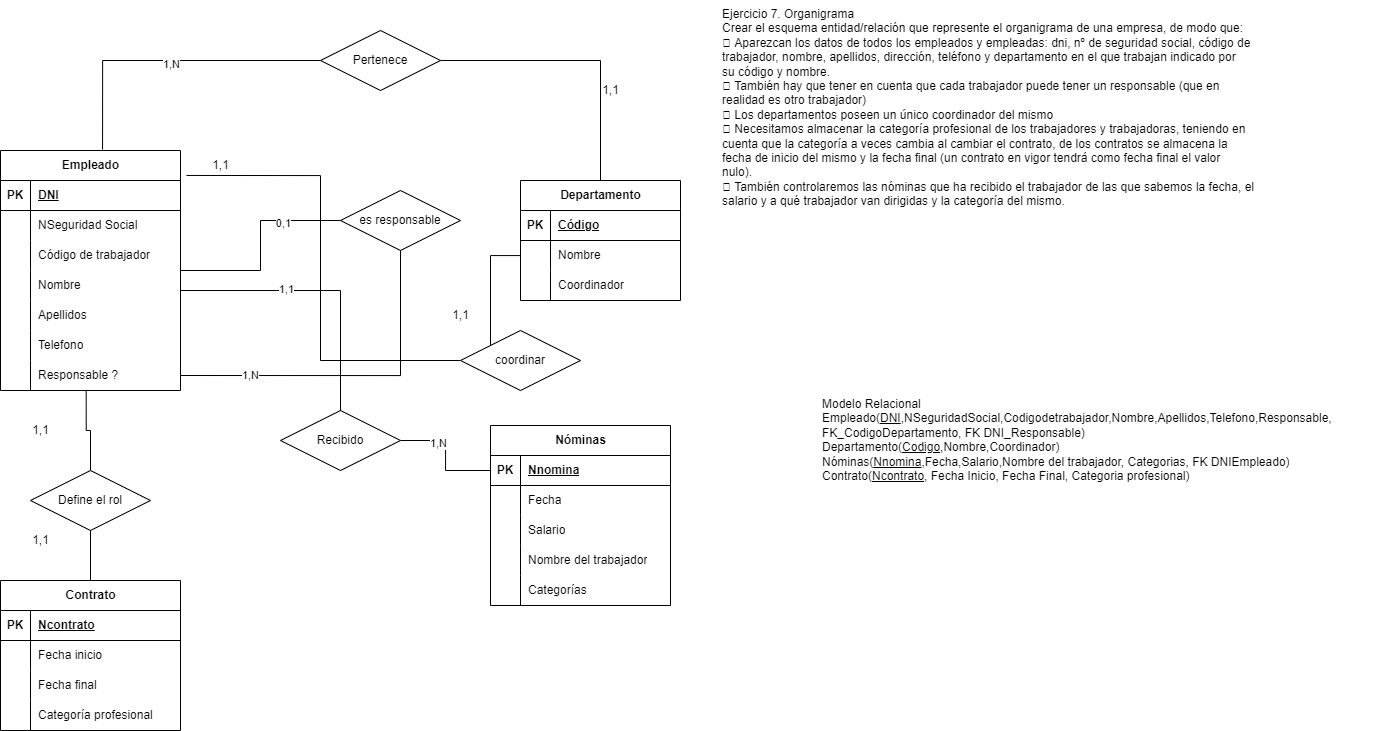 Ejercicio 7. Organigrama
Crear el esquema entidad/relación que represente el organigrama de una empresa, de modo que:
Aparezcan los datos de todos los empleados y empleadas: dni, nº de seguridad social, código de
trabajador, nombre, apellidos, dirección, teléfono y departamento en el que trabajan indicado por
su código y nombre.
También hay que tener en cuenta que cada trabajador puede tener un responsable (que en
realidad es otro trabajador)
Los departamentos poseen un único coordinador del mismo
Necesitamos almacenar la categoría profesional de los trabajadores y trabajadoras, teniendo en
cuenta que la categoría a veces cambia al cambiar el contrato, de los contratos se almacena la
fecha de inicio del mismo y la fecha final (un contrato en vigor tendrá como fecha final el valor
nulo).
También controlaremos las nóminas que ha recibido el trabajador de las que sabemos la fecha, el
salario y a qué trabajador van dirigidas y la categoría del mismo.
Pertenece
1,N
1,1
Empleado
PK DNI
NSeguridad Social
Código de trabajador
Nombre
Apellidos
Telefono
Responsable ?
1,1
es responsable
0,1
1,1
1,N
Departamento
PK Código
Nombre
Coordinador
1,1
coordinar
Recibido
1,N
Nóminas
PK Nnomina
Fecha
Salario
Nombre del trabajador
Categorías
1,1
Define el rol
1,1
Contrato
PK Ncontrato
Fecha inicio
Fecha final
Categoría profesional
Modelo Relacional
Empleado(DNI,NSeguridadSocial,Codigodetrabajador,Nombre,Apellidos,Telefono,Responsable,
FK_CodigoDepartamento, FK DNI_Responsable)
Departamento(Codigo,Nombre,Coordinador)
Nóminas(Nnomina,Fecha,Salario,Nombre del trabajador, Categorias, FK DNIEmpleado)
Contrato(Ncontrato, Fecha Inicio, Fecha Final, Categoria profesional)